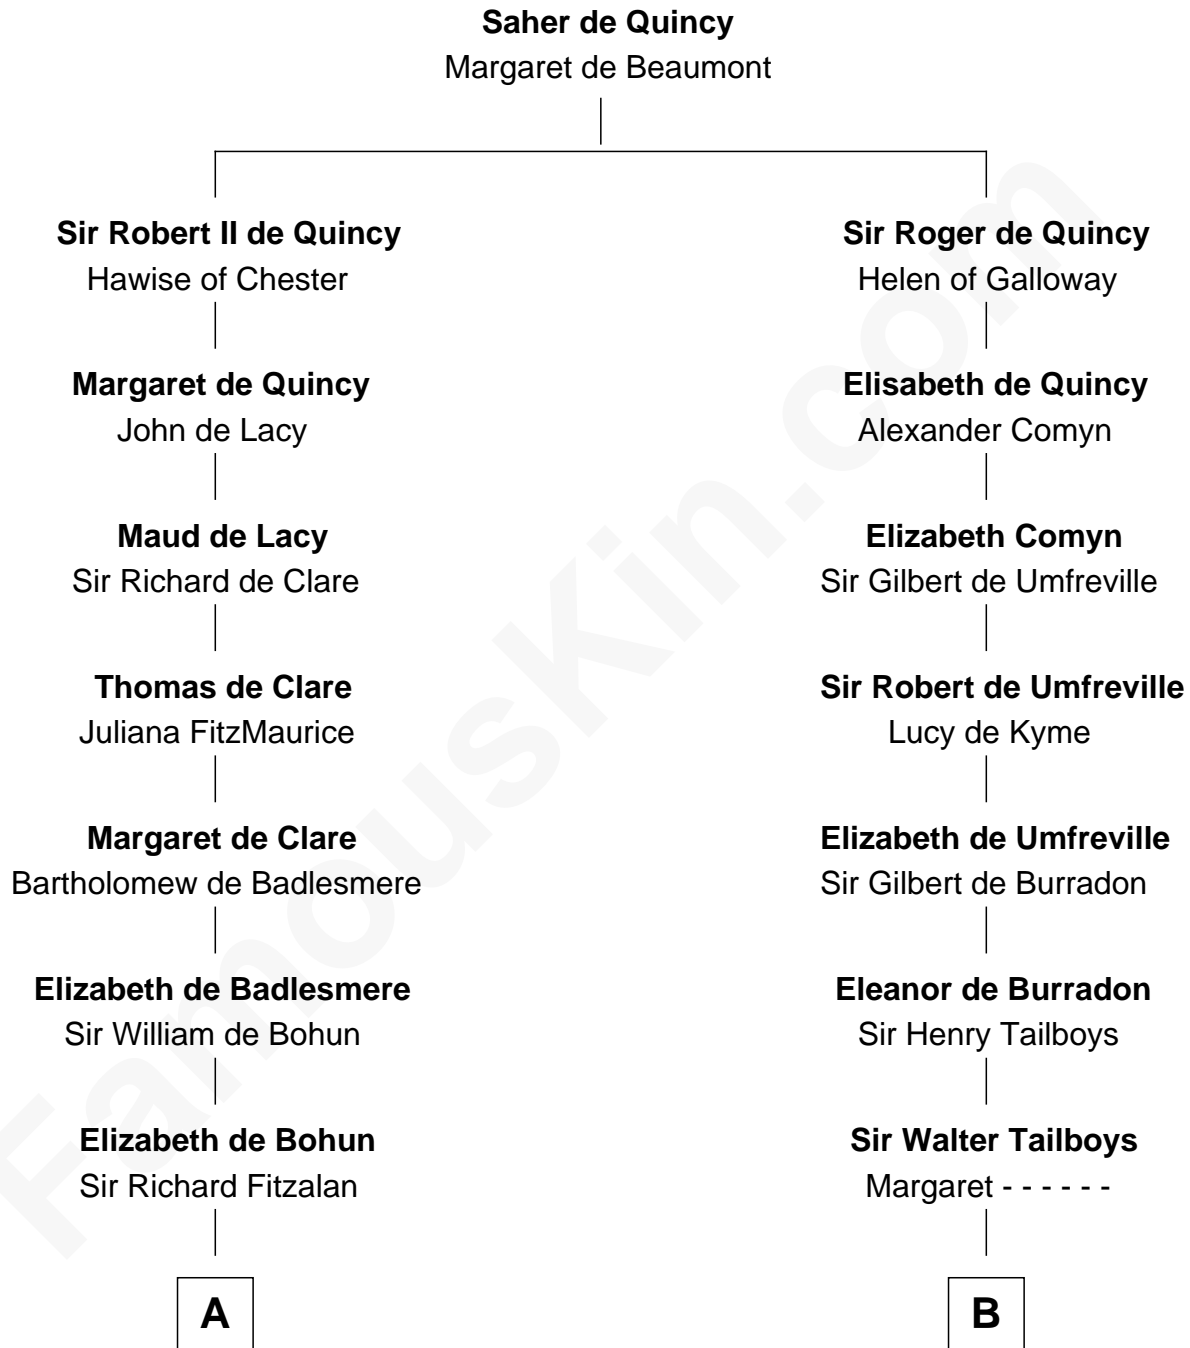 Saher de Quincy
Margaret de Beaumont
Sir Robert II de Quincy
Hawise of Chester
Margaret de Quincy
John de Lacy
Maud de Lacy
Sir Richard de Clare
Thomas de Clare
Juliana FitzMaurice
Margaret de Clare
Bartholomew de Badlesmere
Elizabeth de Badlesmere
Sir William de Bohun
Elizabeth de Bohun
Sir Richard Fitzalan
A
Sir Roger de Quincy
Helen of Galloway
Elisabeth de Quincy
Alexander Comyn
Elizabeth Comyn
Sir Gilbert de Umfreville
Sir Robert de Umfreville
Lucy de Kyme
Elizabeth de Umfreville
Sir Gilbert de Burradon
Eleanor de Burradon
Sir Henry Tailboys
Sir Walter Tailboys
Margaret - - - - - -
B
FamousKin.com